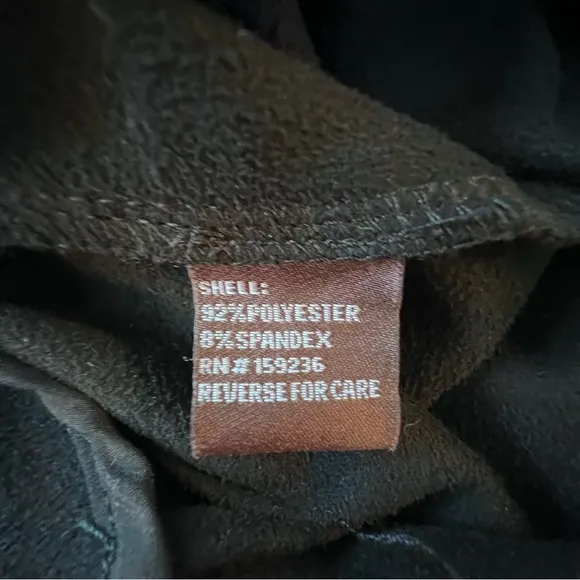 SHELL:
92%POLYESTER
8%SPANDEX
RN#159236
REVERSE FOR CARE